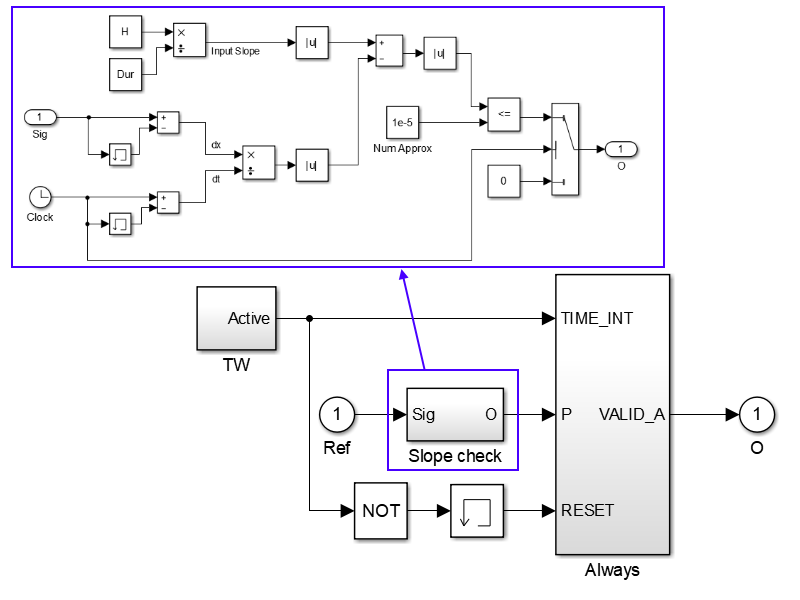 H
×
÷
Input Slope
|u|
+
−
|u|
Dur
1e-5
Num Approx
<=
1
Sig
+
−
dx
×
÷
|u|
dt
1
O
0
Clock
+
−
Active
TW
TIME_INT
1
Ref
Sig
O
Slope check
P
VALID_A
1
O
NOT
RESET
Always